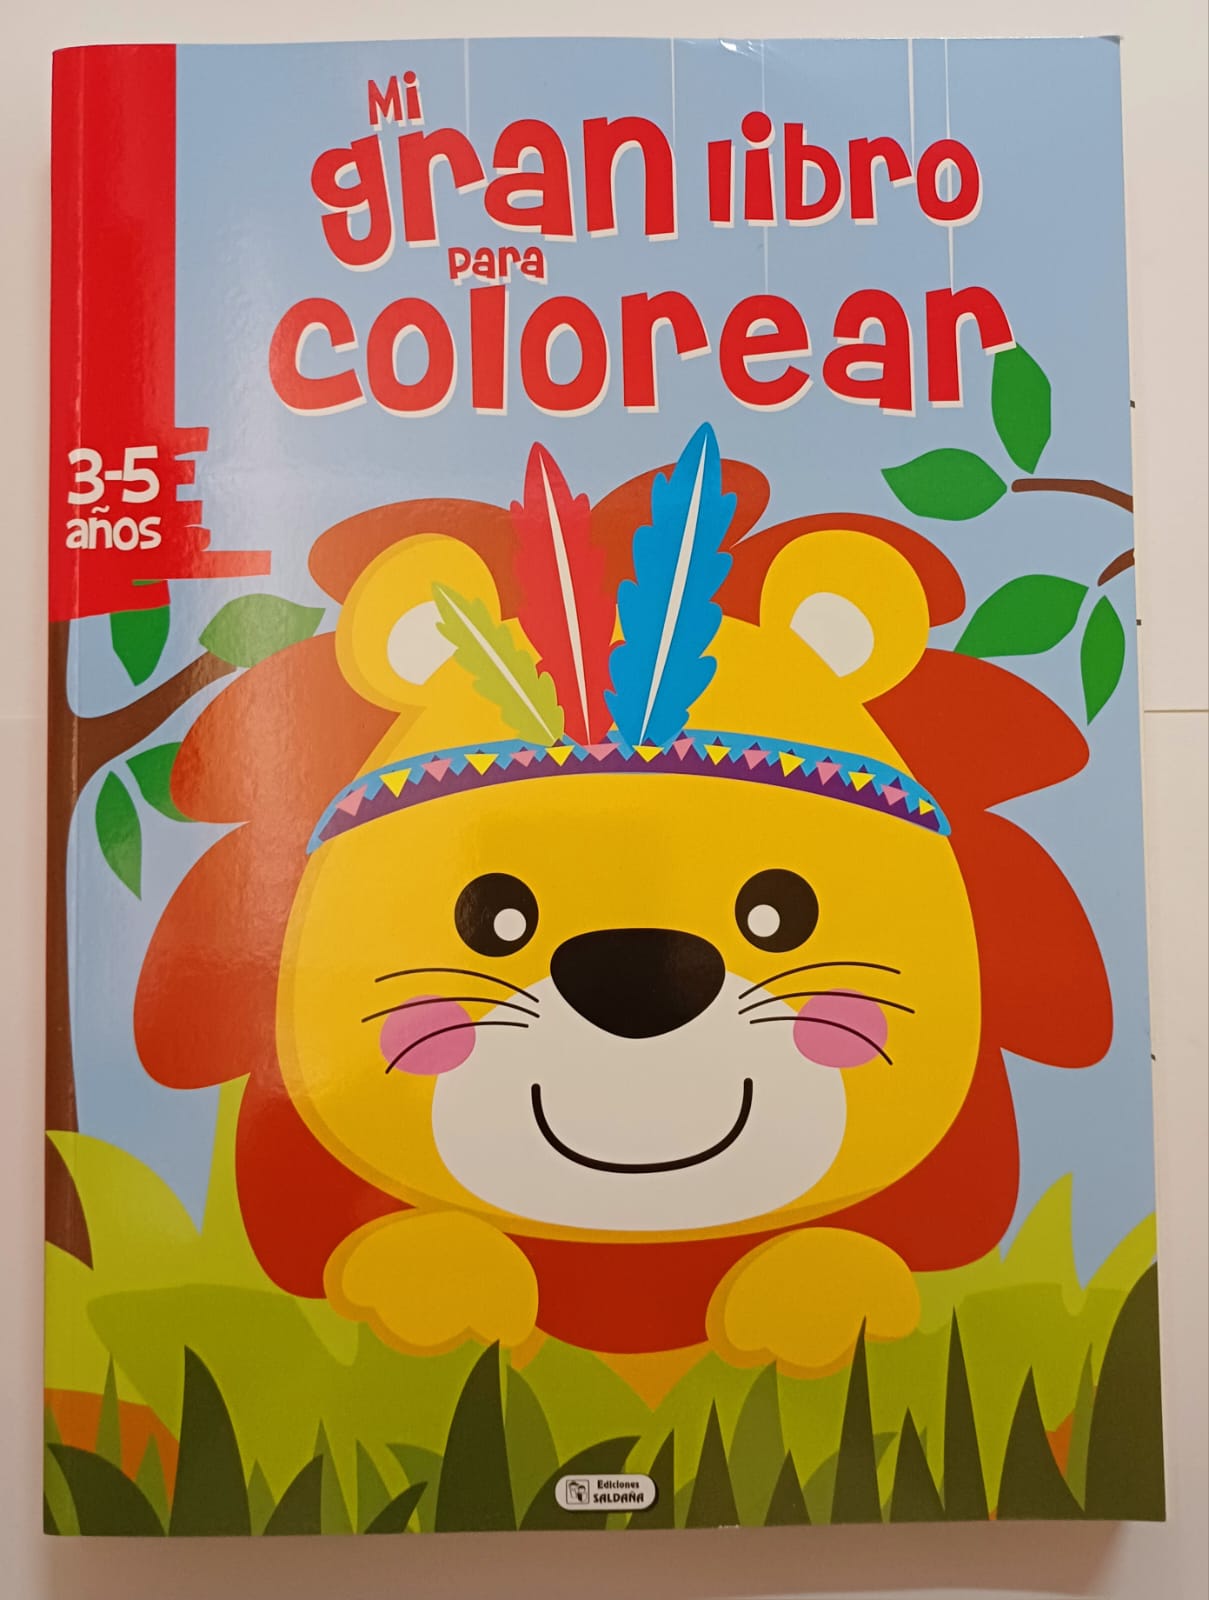 Mi
gran libro
para
colorear
3-5
años
Ediciones
SALDAÑA